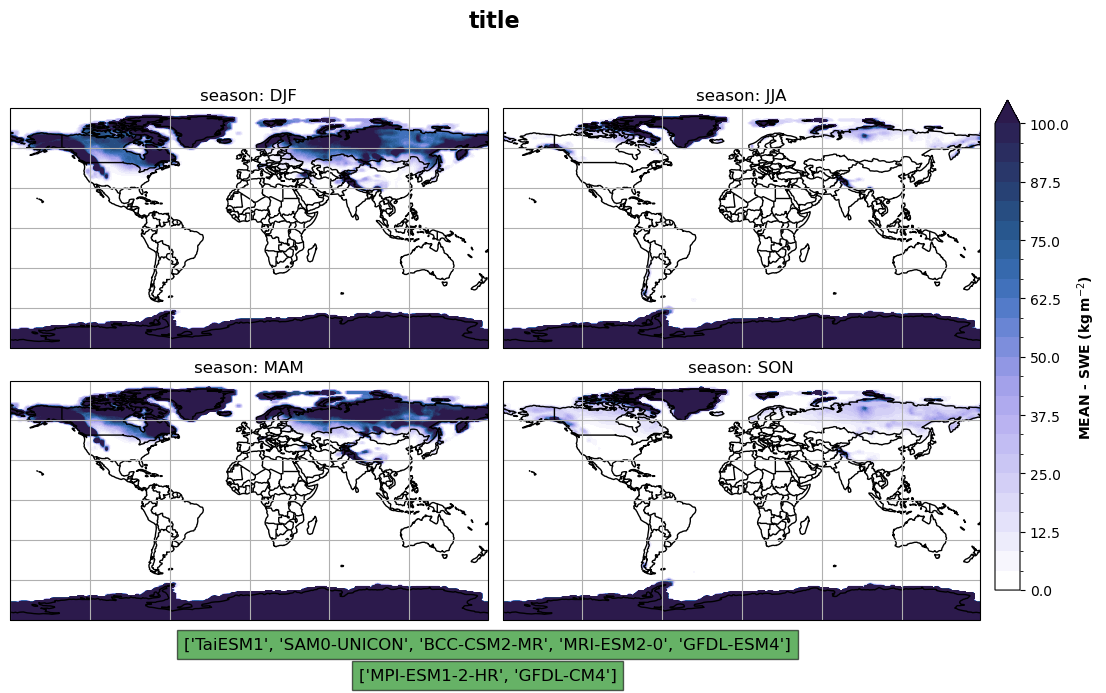 title
season: DJF
season: JJA
season: MAM
season: SON
100.0
87.5
75.0
62.5
50.0
37.5
25.0
12.5
0.0
MEAN - SWE (kg m⁻²)
['TaiESM1', 'SAM0-UNICON', 'BCC-CSM2-MR', 'MRI-ESM2-0', 'GFDL-ESM4']
['MPI-ESM1-2-HR', 'GFDL-CM4']